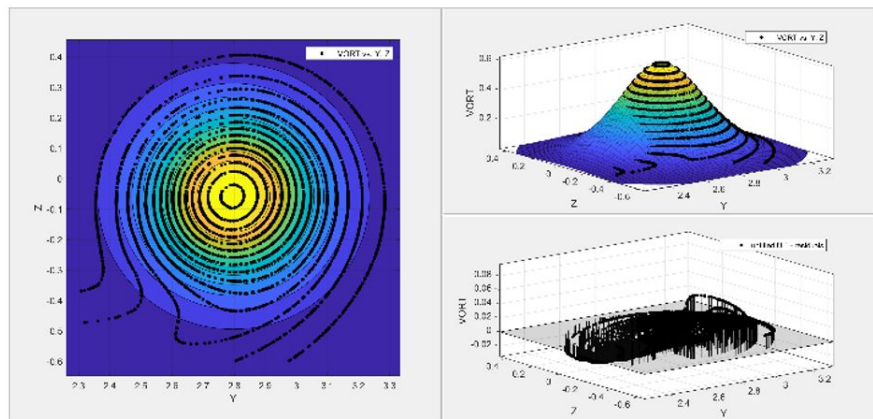 VORT vs. Y, Z
0.4
0.3
0.2
0.1
0
-0.1
-0.2
-0.3
-0.4
-0.5
-0.6
Z
2.3 2.4 2.5 2.6 2.7 2.8 2.9 3 3.1 3.2 3.3
Y
VORT vs. Y, Z
0.6
0.4
0.2
VORT
0.4 0.2 0 -0.2 -0.4 -0.6
Z
2.4 2.6 2.8 3 3.2
Y
untitled fit - residuals
0.08
0.06
0.04
0.02
0
-0.02
VORT
0.4 0.2 0 -0.2 -0.4 -0.6
Z
2.4 2.6 2.8 3 3.2
Y